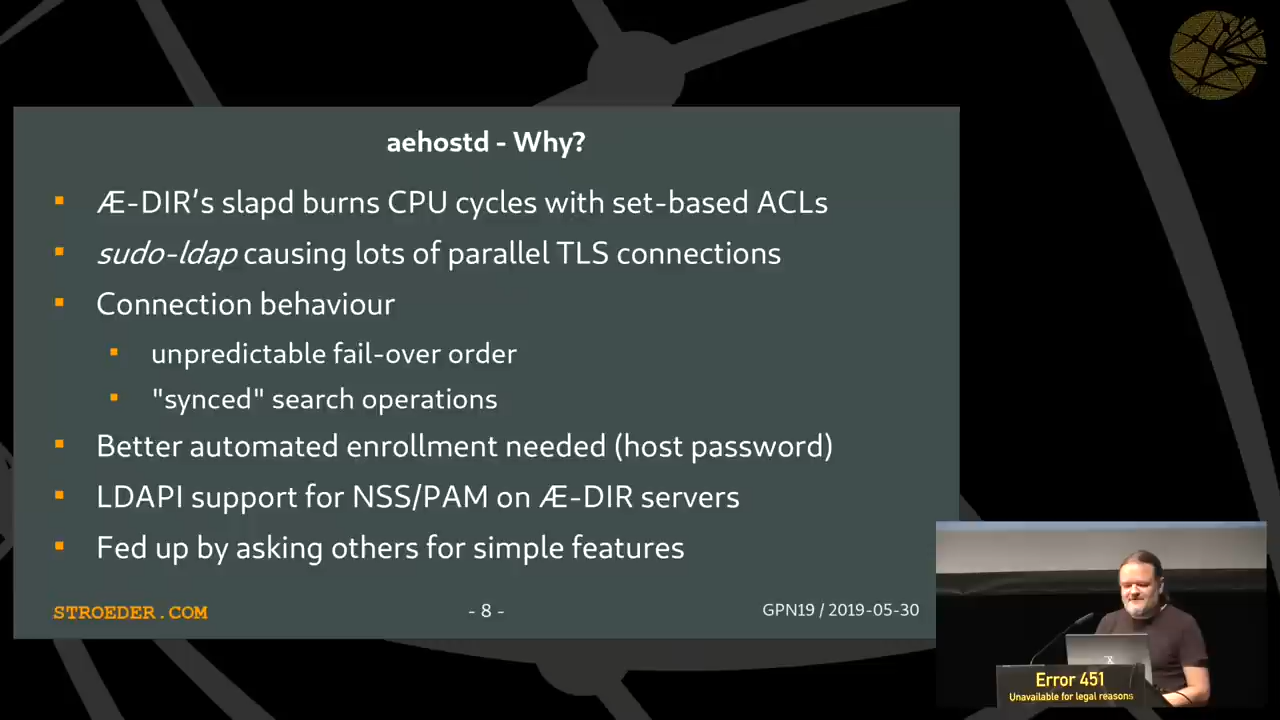 aehostd - Why?
Æ-DIR's slapd burns CPU cycles with set-based ACLs
sudo-ldap causing lots of parallel TLS connections
Connection behaviour
unpredictable fail-over order
"synced" search operations
Better automated enrollment needed (host password)
LDAPI support for NSS/PAM on Æ-DIR servers
Fed up by asking others for simple features
STROEDER.COM
- 8 -
GPN19 / 2019-05-30
Error 451
Unavailable for legal reasons